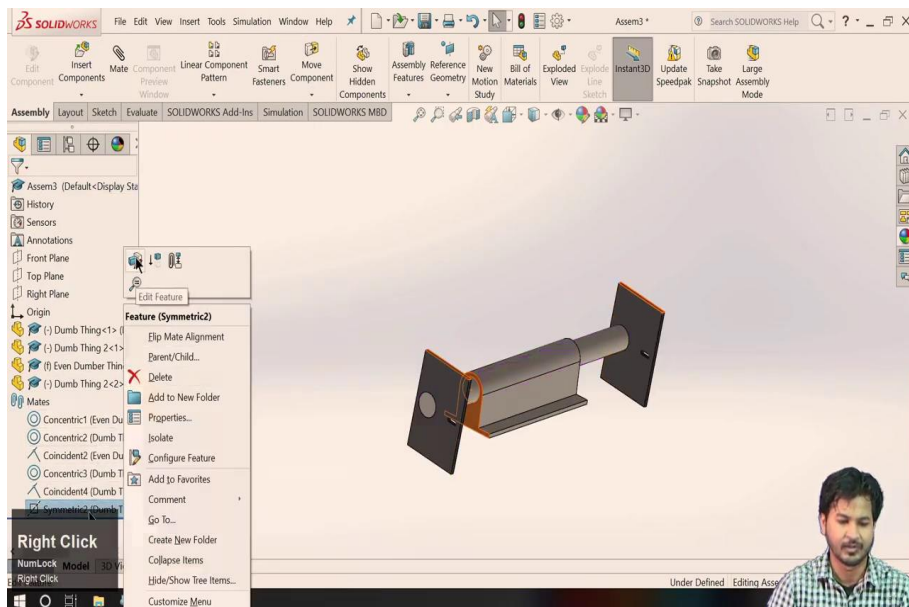 SOLIDWORKS File Edit View Insert Tools Simulation Window Help Assem3 * Search SOLIDWORKS Help ?
Edit Component
Insert Components
Mate
Component Preview Window
Linear Component Pattern
Smart Fasteners
Move Component
Show Hidden Components
Assembly Features
Reference Geometry
New Motion Study
Bill of Materials
Exploded View
Explode Line Sketch
Instant3D
Update Speedpak
Take Snapshot
Large Assembly Mode
Assembly Layout Sketch Evaluate SOLIDWORKS Add-Ins Simulation SOLIDWORKS MBD
Assem3 (Default<Display Sta
History
Sensors
Annotations
Front Plane
Top Plane
Right Plane
Origin
(-) Dumb Thing<1> (
(-) Dumb Thing 2<1>
(f) Even Dumber Thin
(-) Dumb Thing 2<2>
Mates
Concentric1 (Even Du
Concentric2 (Dumb T
Coincident2 (Even Du
Concentric3 (Dumb T
Coincident4 (Dumb T
Symmetric2 (Dumb T
Edit Feature
Feature (Symmetric2)
Flip Mate Alignment
Parent/Child...
Delete
Add to New Folder
Properties...
Isolate
Configure Feature
Add to Favorites
Comment
Go To...
Create New Folder
Collapse Items
Hide/Show Tree Items...
Customize Menu
Right Click
NumLock
Right Click
Model 3D Vi
Under Defined Editing Asse